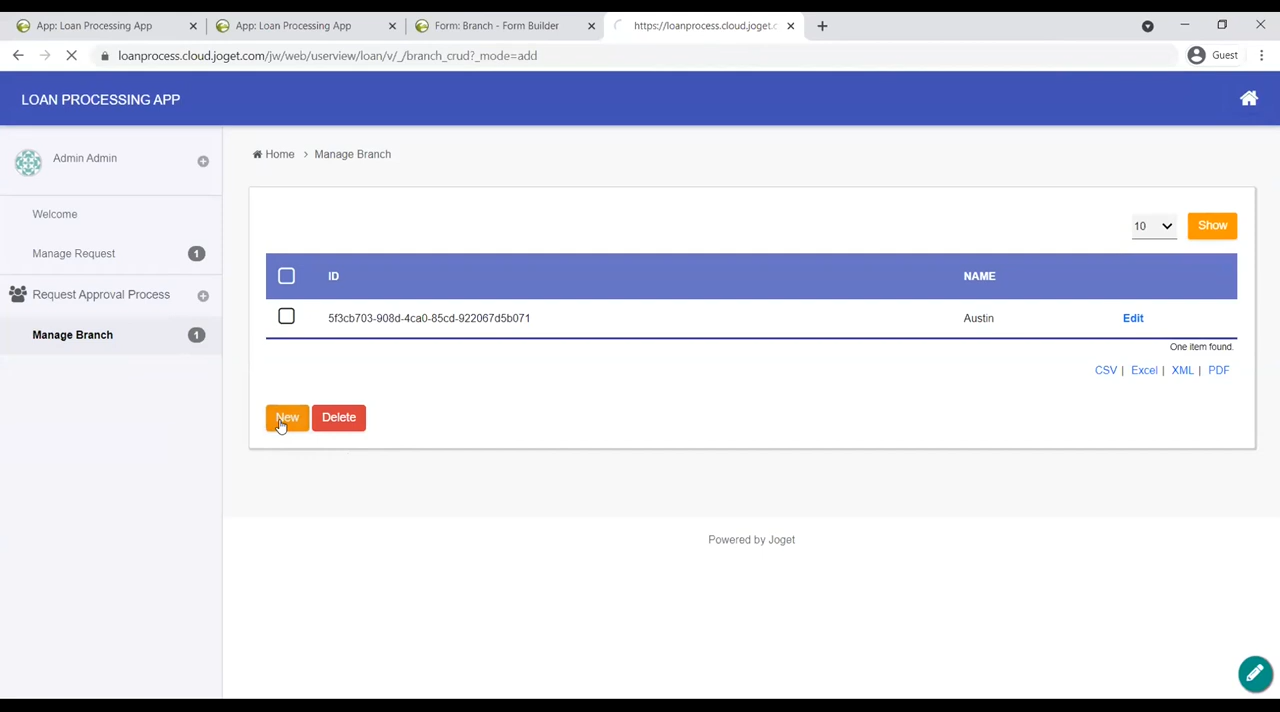 App: Loan Processing App
App: Loan Processing App
Form: Branch - Form Builder
https://loanprocess.cloud.joget.c
loanprocess.cloud.joget.com/jw/web/userview/loan/v/_/branch_crud?_mode=add
Guest
LOAN PROCESSING APP
Admin Admin
Home > Manage Branch
Welcome
10 Show
Manage Request 1
ID NAME
Request Approval Process
5f3cb703-908d-4ca0-85cd-922067d5b071 Austin Edit
Manage Branch 1
One item found.
CSV | Excel | XML | PDF
New Delete
Powered by Joget